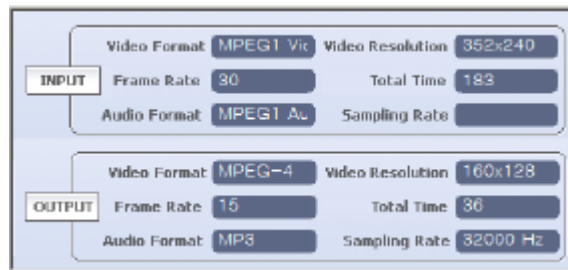 Video Format MPEG1 Vic Video Resolution 352x240
INPUT Frame Rate 30 Total Time 183
Audio Format MPEG1 Au Sampling Rate
Video Format MPEG-4 Video Resolution 160x128
OUTPUT Frame Rate 15 Total Time 36
Audio Format MP3 Sampling Rate 32000 Hz